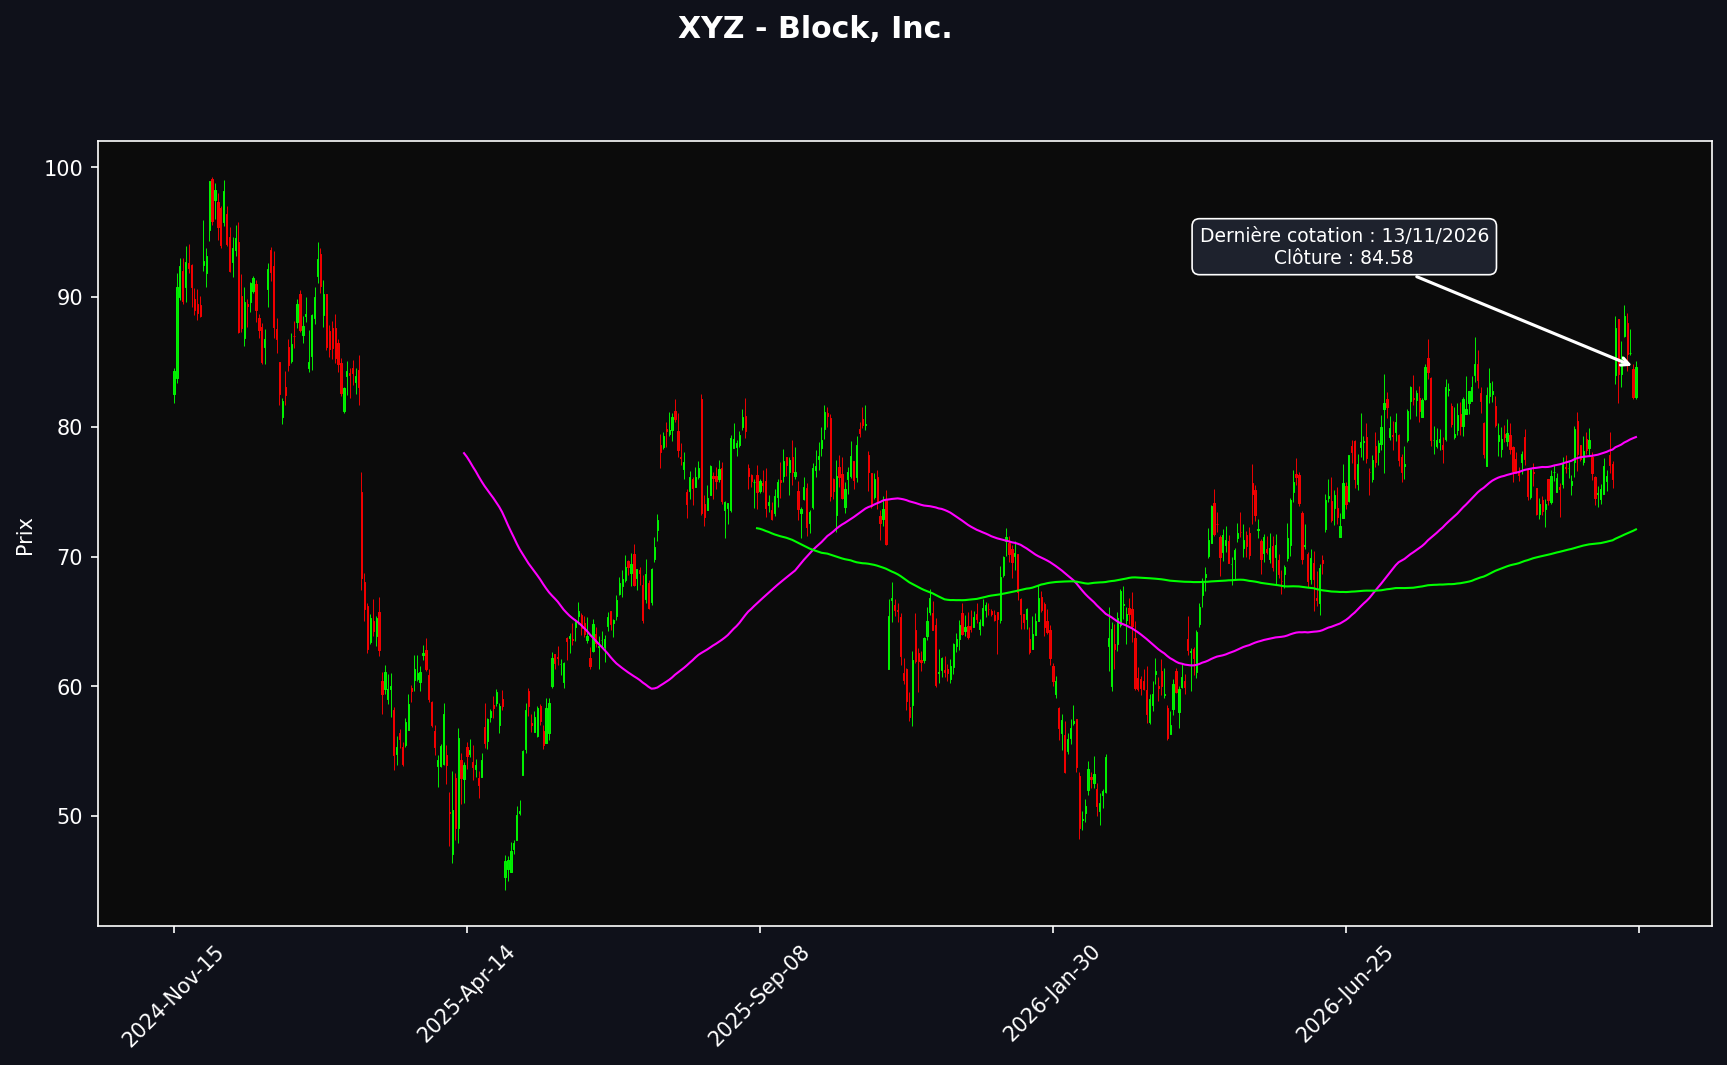 XYZ - Block, Inc.
Dernière cotation : 13/11/2026
Clôture : 84.58
Prix
100
90
80
70
60
50
2024-Nov-15
2025-Apr-14
2025-Sep-08
2026-Jan-30
2026-Jun-25